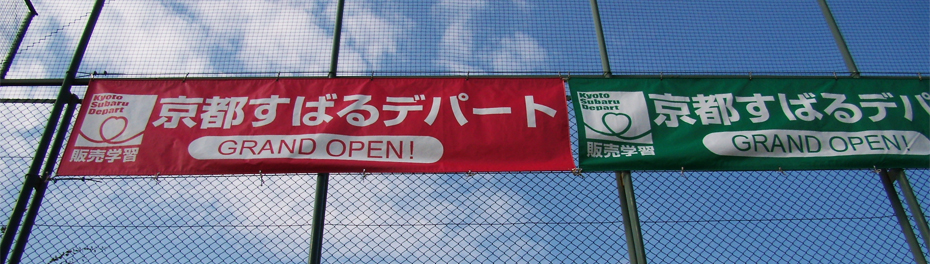 Kyoto
Subaru
Depart
販売学習
京都すばるデパート
GRAND OPEN!
Kyoto
Subaru
Depart
販売学習
京都すばるデパ
GRAND OPEN!